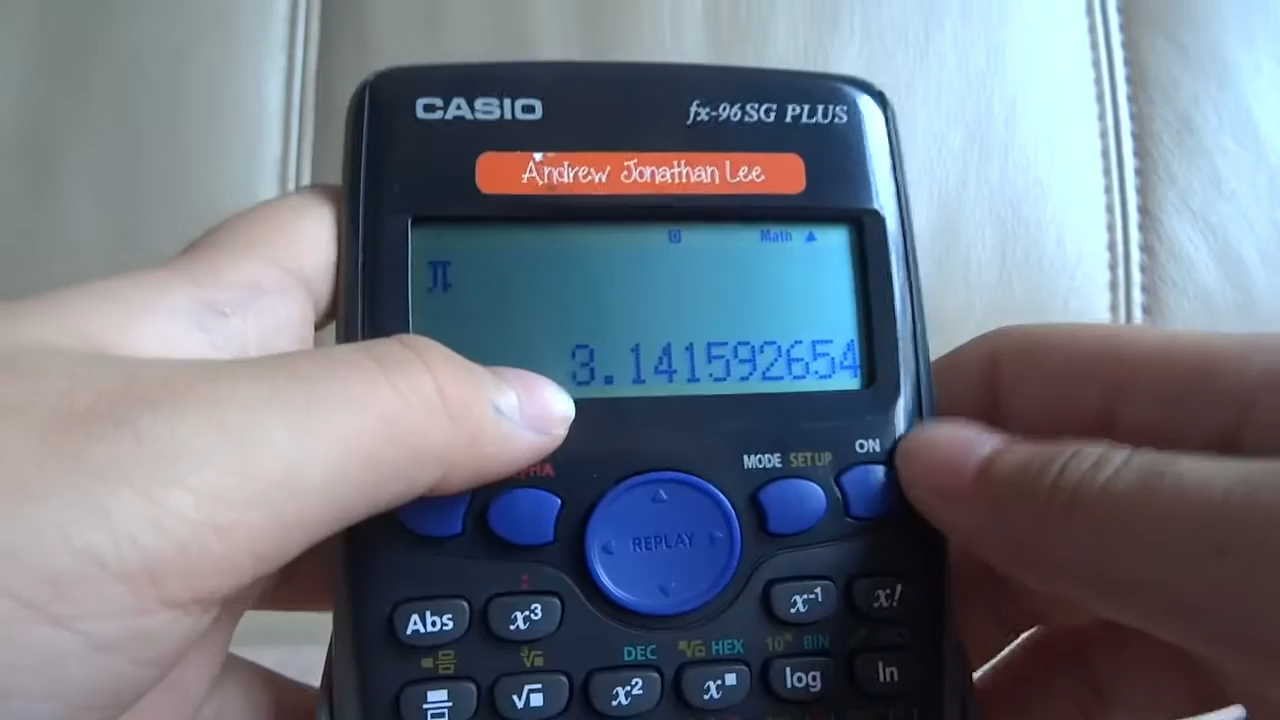 CASIO
fx-96SG PLUS
Andrew Jonathan Lee
D Math ▲
π
3.141592654
MODE SETUP ON
REPLAY
Abs x³ x⁻¹ x!
DEC HEX 10■ BIN
√■ x² x■ log ln